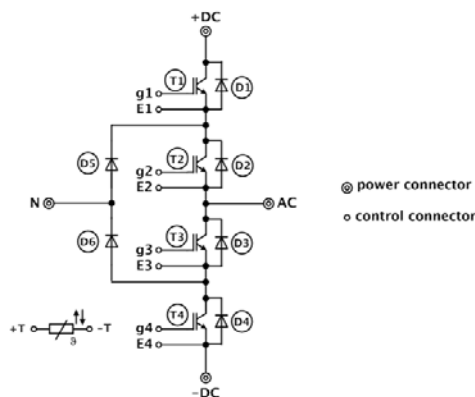 +DC
T1
D1
g1
E1
D5
T2
D2
g2
E2
N
AC
power connector
control connector
D6
T3
D3
g3
E3
+T
-T
ϑ
T4
D4
g4
E4
-DC